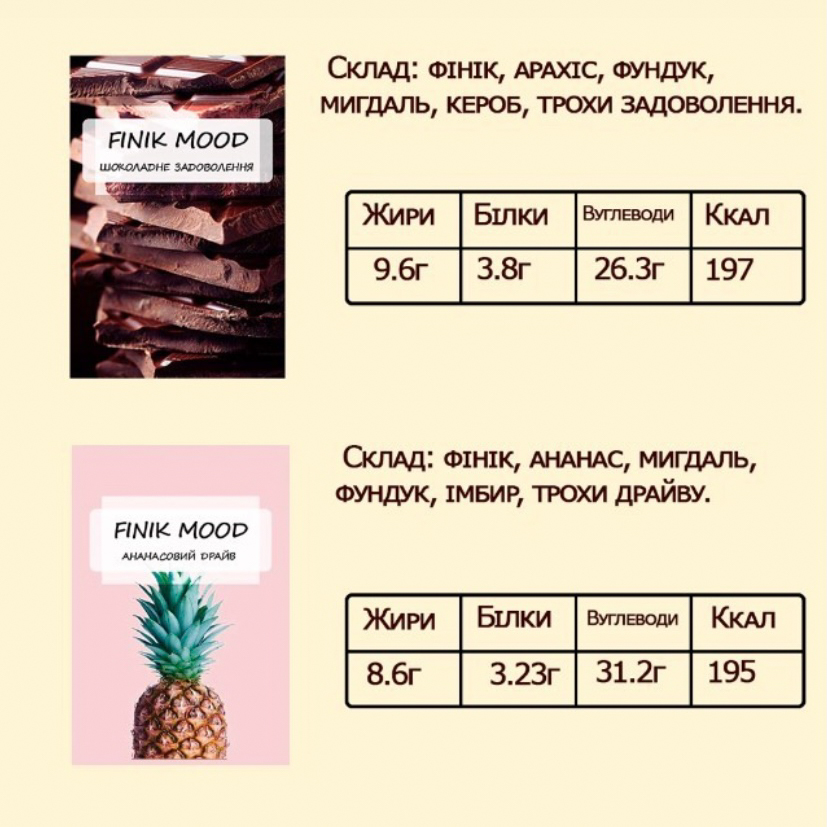 Склад: фінік, арахіс, фундук,
мигдаль, кероб, трохи задоволення.
FINIK MOOD
ШОКОЛАДНЕ ЗАДОВОЛЕННЯ
Жири Білки Вуглеводи Ккал
9.6г 3.8г 26.3г 197
Склад: фінік, ананас, мигдаль,
фундук, імбир, трохи драйву.
FINIK MOOD
АНАНАСОВИЙ ДРАЙВ
Жири Білки Вуглеводи Ккал
8.6г 3.23г 31.2г 195